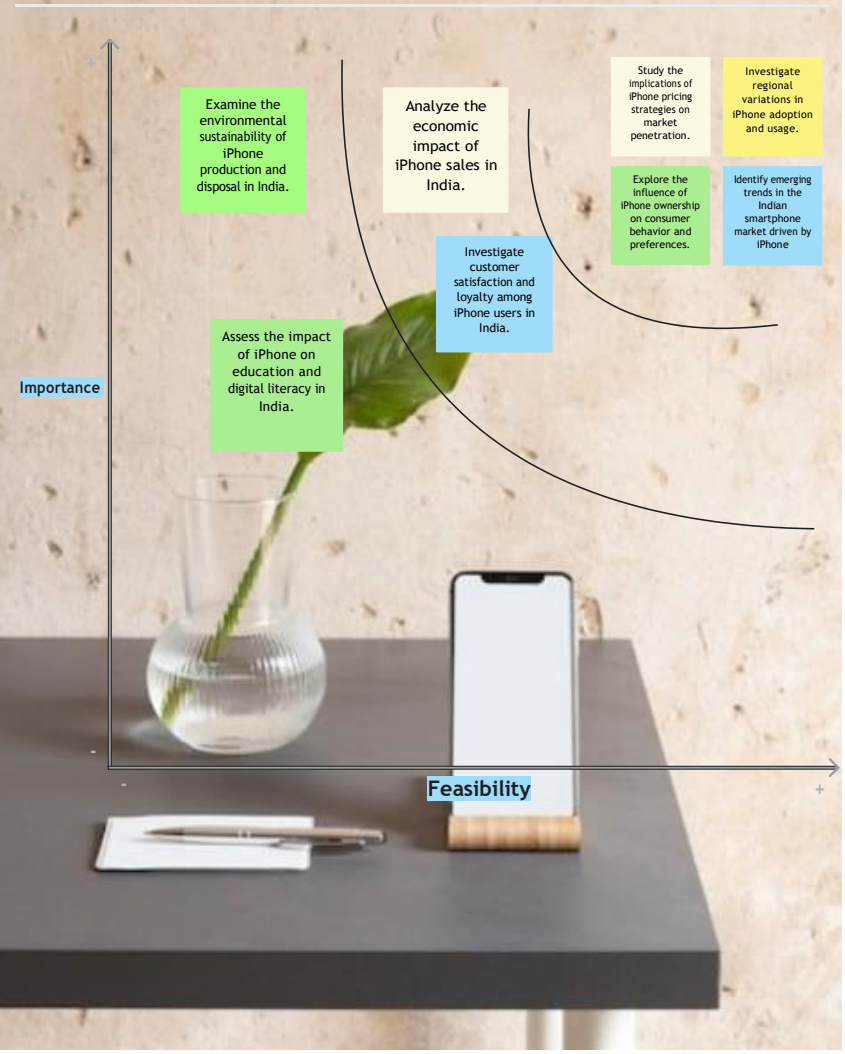 +
Examine the
environmental
sustainability of
iPhone
production and
disposal in India.
Analyze the
economic
impact of
iPhone sales in
India.
Study the
implications of
iPhone pricing
strategies on
market
penetration.
Investigate
regional
variations in
iPhone adoption
and usage.
Explore the
influence of
iPhone ownership
on consumer
behavior and
preferences.
Identify emerging
trends in the
Indian
smartphone
market driven by
iPhone
Investigate
customer
satisfaction and
loyalty among
iPhone users in
India.
Assess the impact
of iPhone on
education and
digital literacy in
India.
Importance
-
-
Feasibility
+